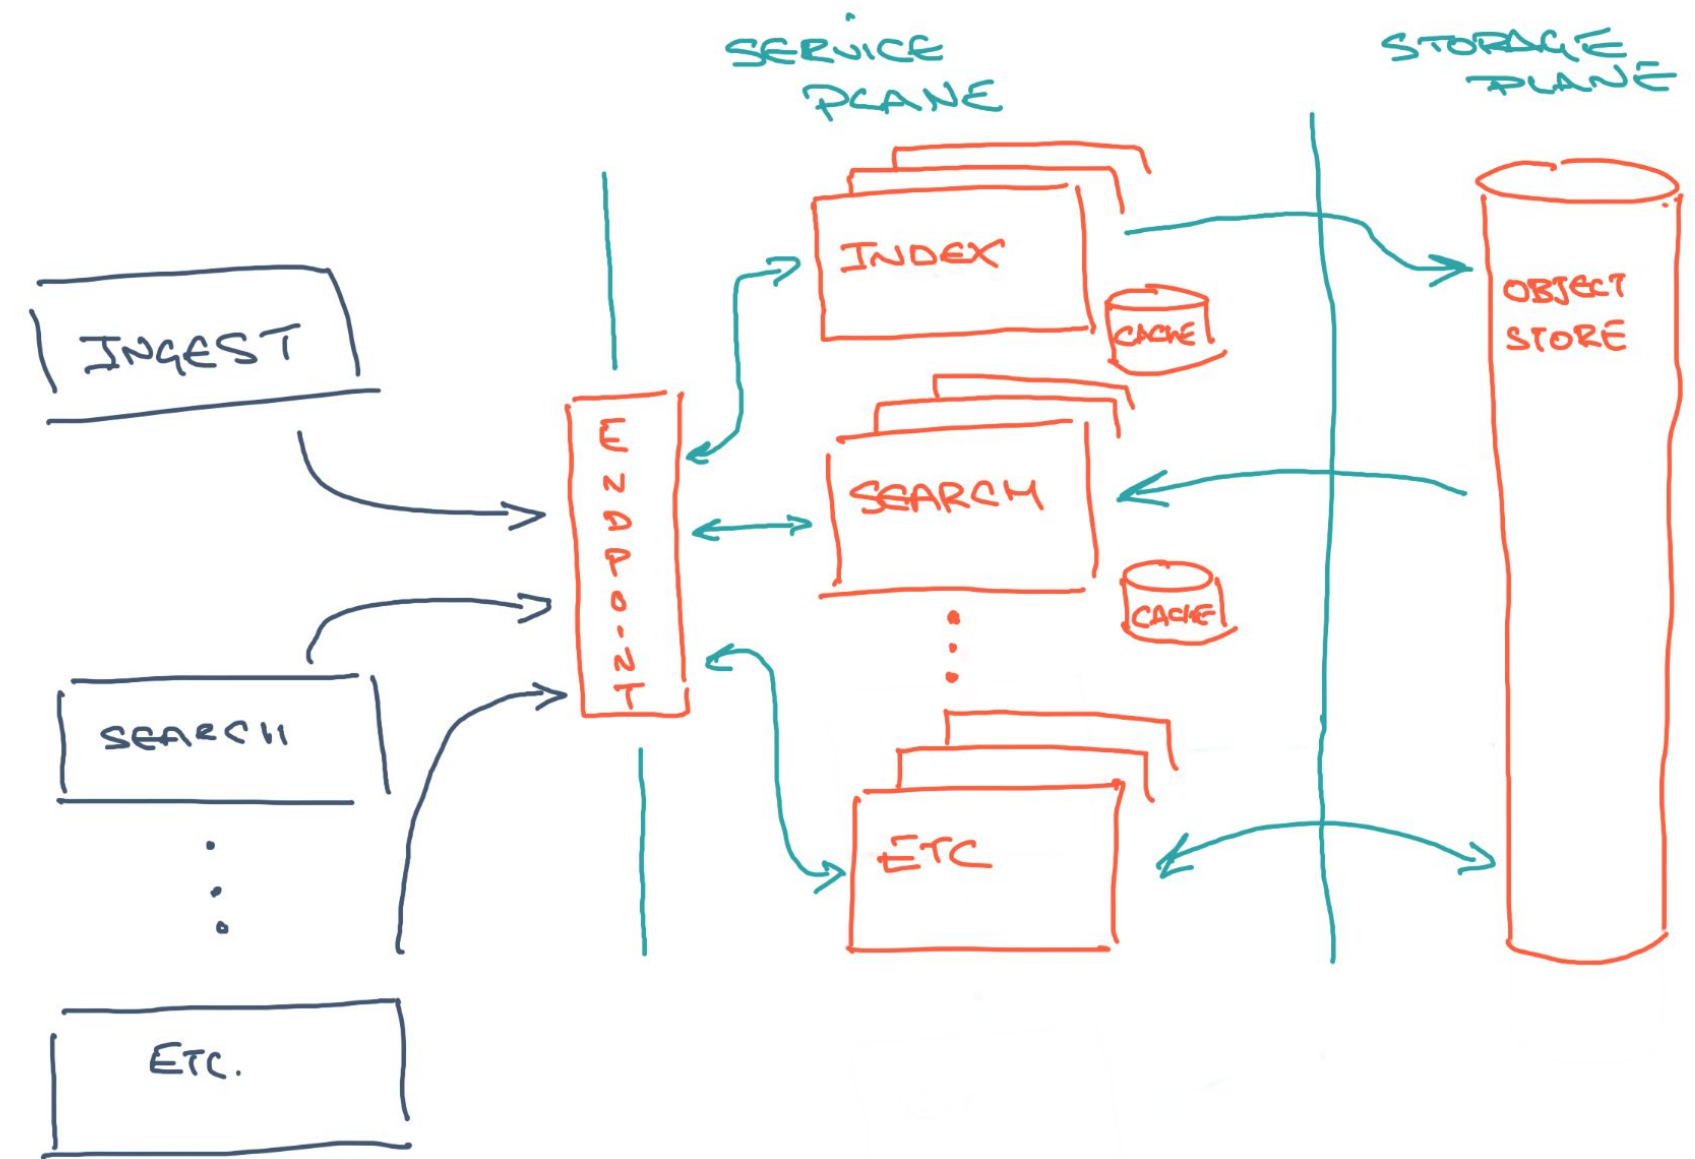 SERVICE
PLANE
STORAGE
PLANE
INGEST
SEARCH
ETC.
ENDPOINT
INDEX
CACHE
SEARCH
CACHE
ETC
OBJECT
STORE